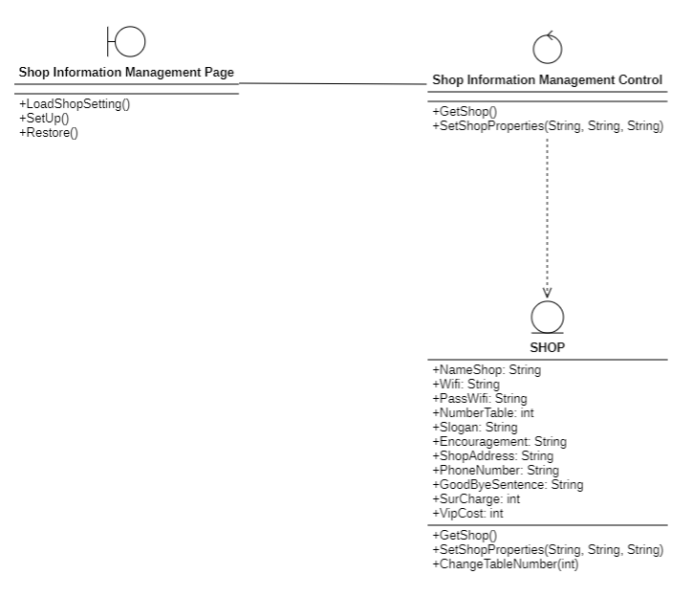 Shop Information Management Page
+LoadShopSetting()
+SetUp()
+Restore()
Shop Information Management Control
+GetShop()
+SetShopProperties(String, String, String)
SHOP
+NameShop: String
+Wifi: String
+PassWifi: String
+NumberTable: int
+Slogan: String
+Encouragement: String
+ShopAddress: String
+PhoneNumber: String
+GoodByeSentence: String
+SurCharge: int
+VipCost: int
+GetShop()
+SetShopProperties(String, String, String)
+ChangeTableNumber(int)